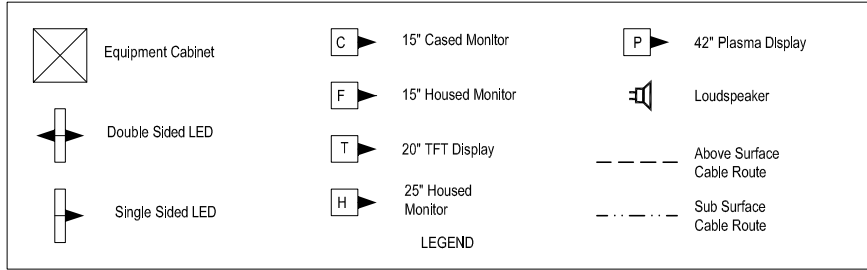 Equipment Cabinet
Double Sided LED
Single Sided LED
C
15" Cased Monitor
F
15" Housed Monitor
T
20" TFT Display
H
25" Housed
Monitor
LEGEND
P
42" Plasma Display
Loudspeaker
Above Surface
Cable Route
Sub Surface
Cable Route